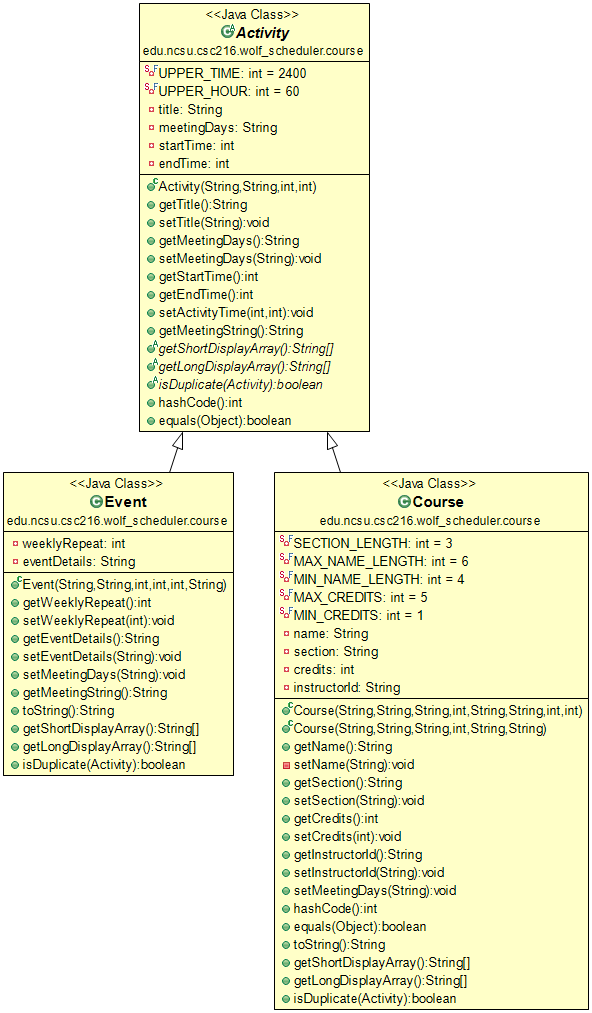 <<Java Class>>
Activity
edu.ncsu.csc216.wolf_scheduler.course
UPPER_TIME: int = 2400
UPPER_HOUR: int = 60
title: String
meetingDays: String
startTime: int
endTime: int
Activity(String,String,int,int)
getTitle():String
setTitle(String):void
getMeetingDays():String
setMeetingDays(String):void
getStartTime():int
getEndTime():int
setActivityTime(int,int):void
getMeetingString():String
getShortDisplayArray():String[]
getLongDisplayArray():String[]
isDuplicate(Activity):boolean
hashCode():int
equals(Object):boolean
<<Java Class>>
Event
edu.ncsu.csc216.wolf_scheduler.course
weeklyRepeat: int
eventDetails: String
Event(String,String,int,int,int,String)
getWeeklyRepeat():int
setWeeklyRepeat(int):void
getEventDetails():String
setEventDetails(String):void
setMeetingDays(String):void
getMeetingString():String
toString():String
getShortDisplayArray():String[]
getLongDisplayArray():String[]
isDuplicate(Activity):boolean
<<Java Class>>
Course
edu.ncsu.csc216.wolf_scheduler.course
SECTION_LENGTH: int = 3
MAX_NAME_LENGTH: int = 6
MIN_NAME_LENGTH: int = 4
MAX_CREDITS: int = 5
MIN_CREDITS: int = 1
name: String
section: String
credits: int
instructorId: String
Course(String,String,String,int,String,String,int,int)
Course(String,String,String,int,String,String)
getName():String
setName(String):void
getSection():String
setSection(String):void
getCredits():int
setCredits(int):void
getInstructorId():String
setInstructorId(String):void
setMeetingDays(String):void
hashCode():int
equals(Object):boolean
toString():String
getShortDisplayArray():String[]
getLongDisplayArray():String[]
isDuplicate(Activity):boolean